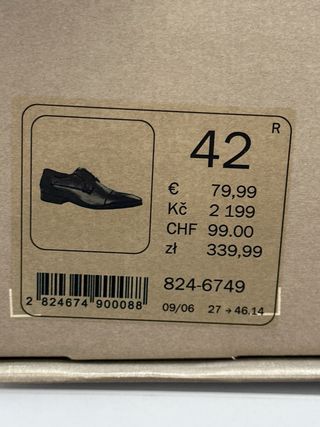 42 R
€ 79,99
Kč 2 199
CHF 99.00
zł 339,99
824-6749
2 824674 900088
09/06 27 → 46.14